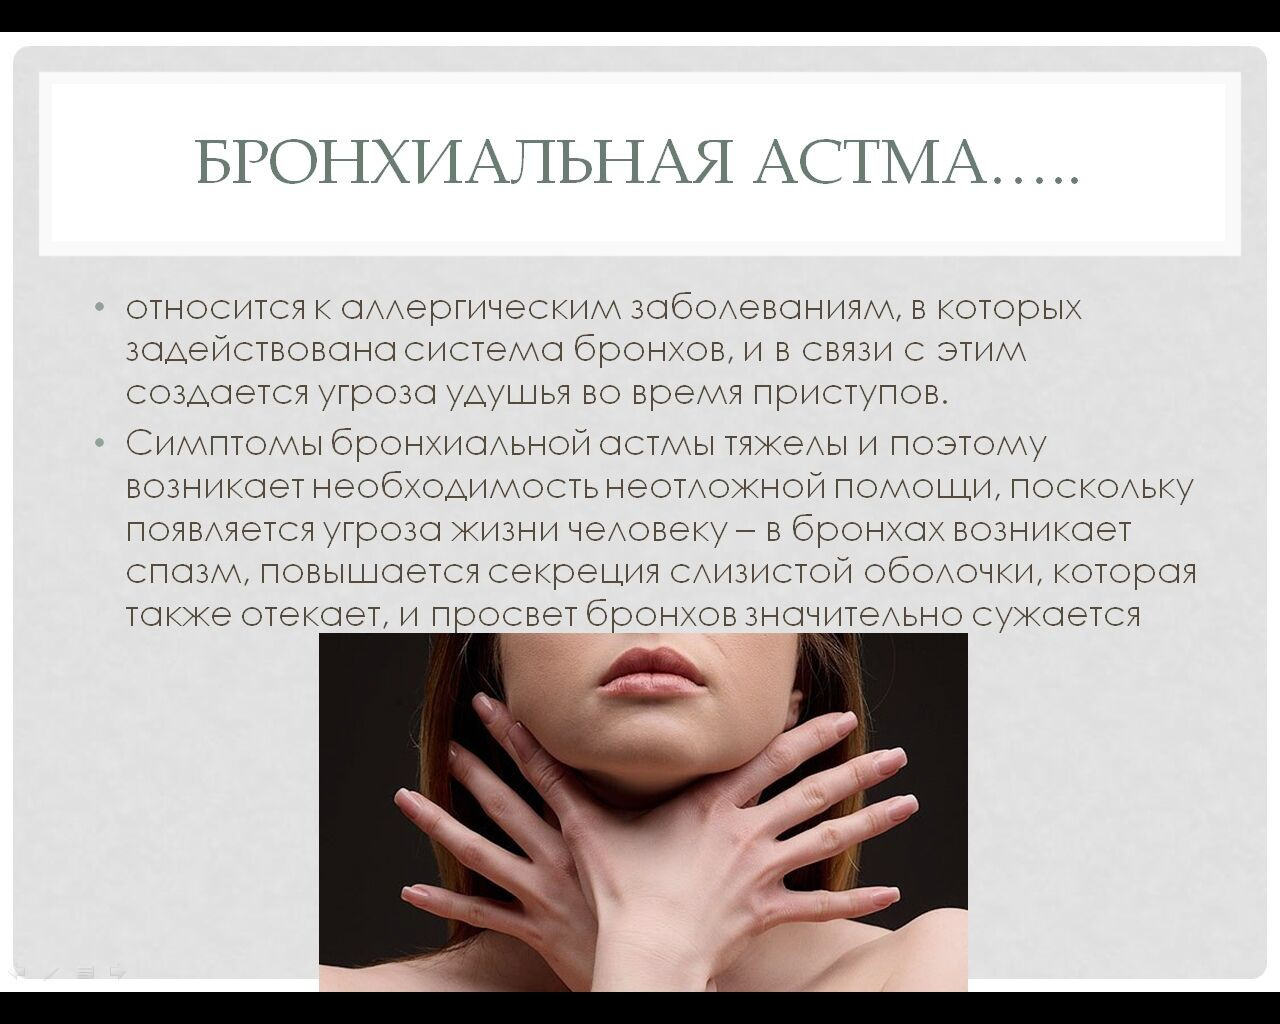 БРОНХИАЛЬНАЯ АСТМА…..
• относится к аллергическим заболеваниям, в которых
задействована система бронхов, и в связи с этим
создается угроза удушья во время приступов.
• Симптомы бронхиальной астмы тяжелы и поэтому
возникает необходимость неотложной помощи, поскольку
появляется угроза жизни человеку – в бронхах возникает
спазм, повышается секреция слизистой оболочки, которая
также отекает, и просвет бронхов значительно сужается